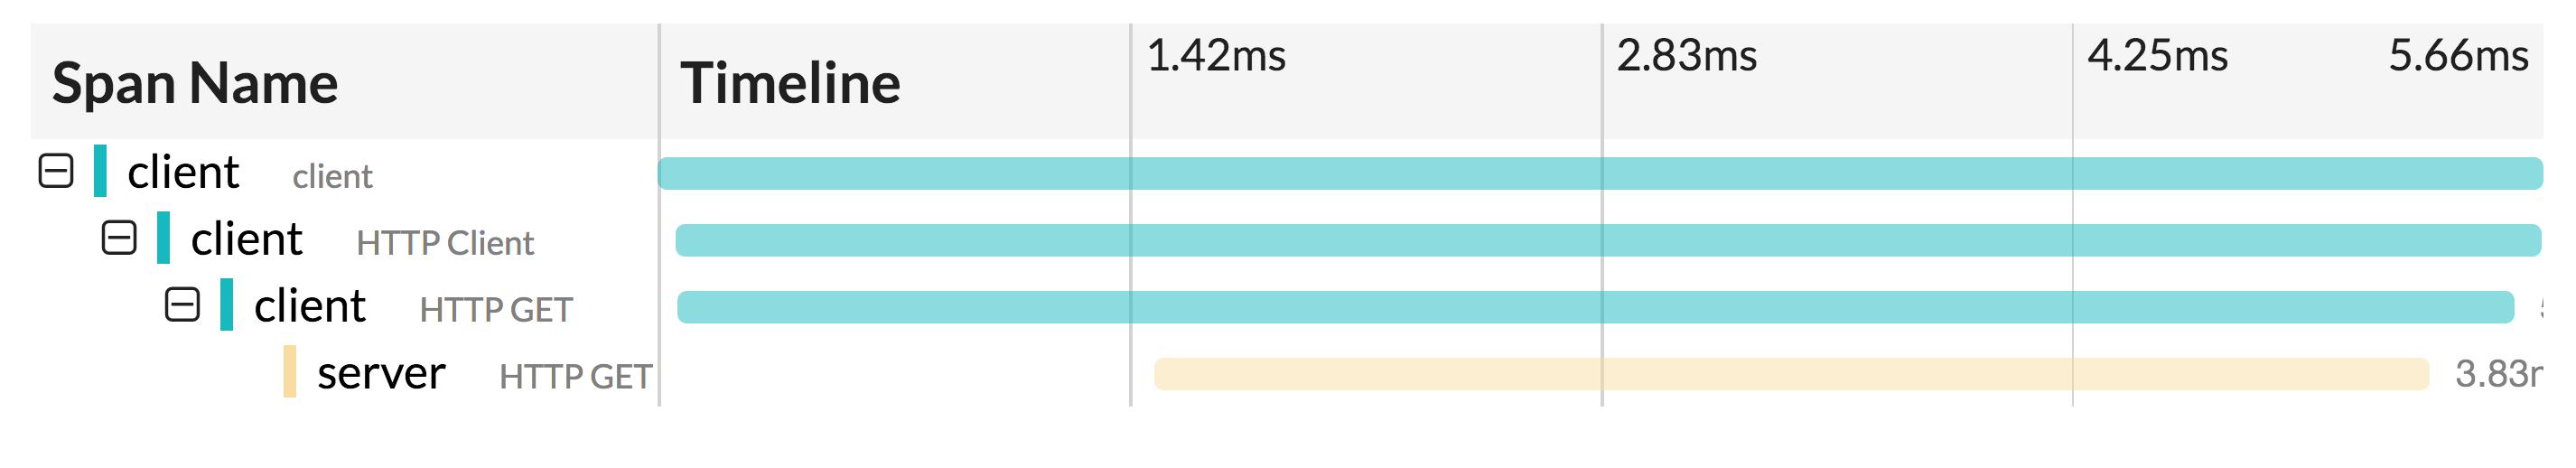 Span Name Timeline 1.42ms 2.83ms 4.25ms 5.66ms
client client
client HTTP Client
client HTTP GET
server HTTP GET 3.83